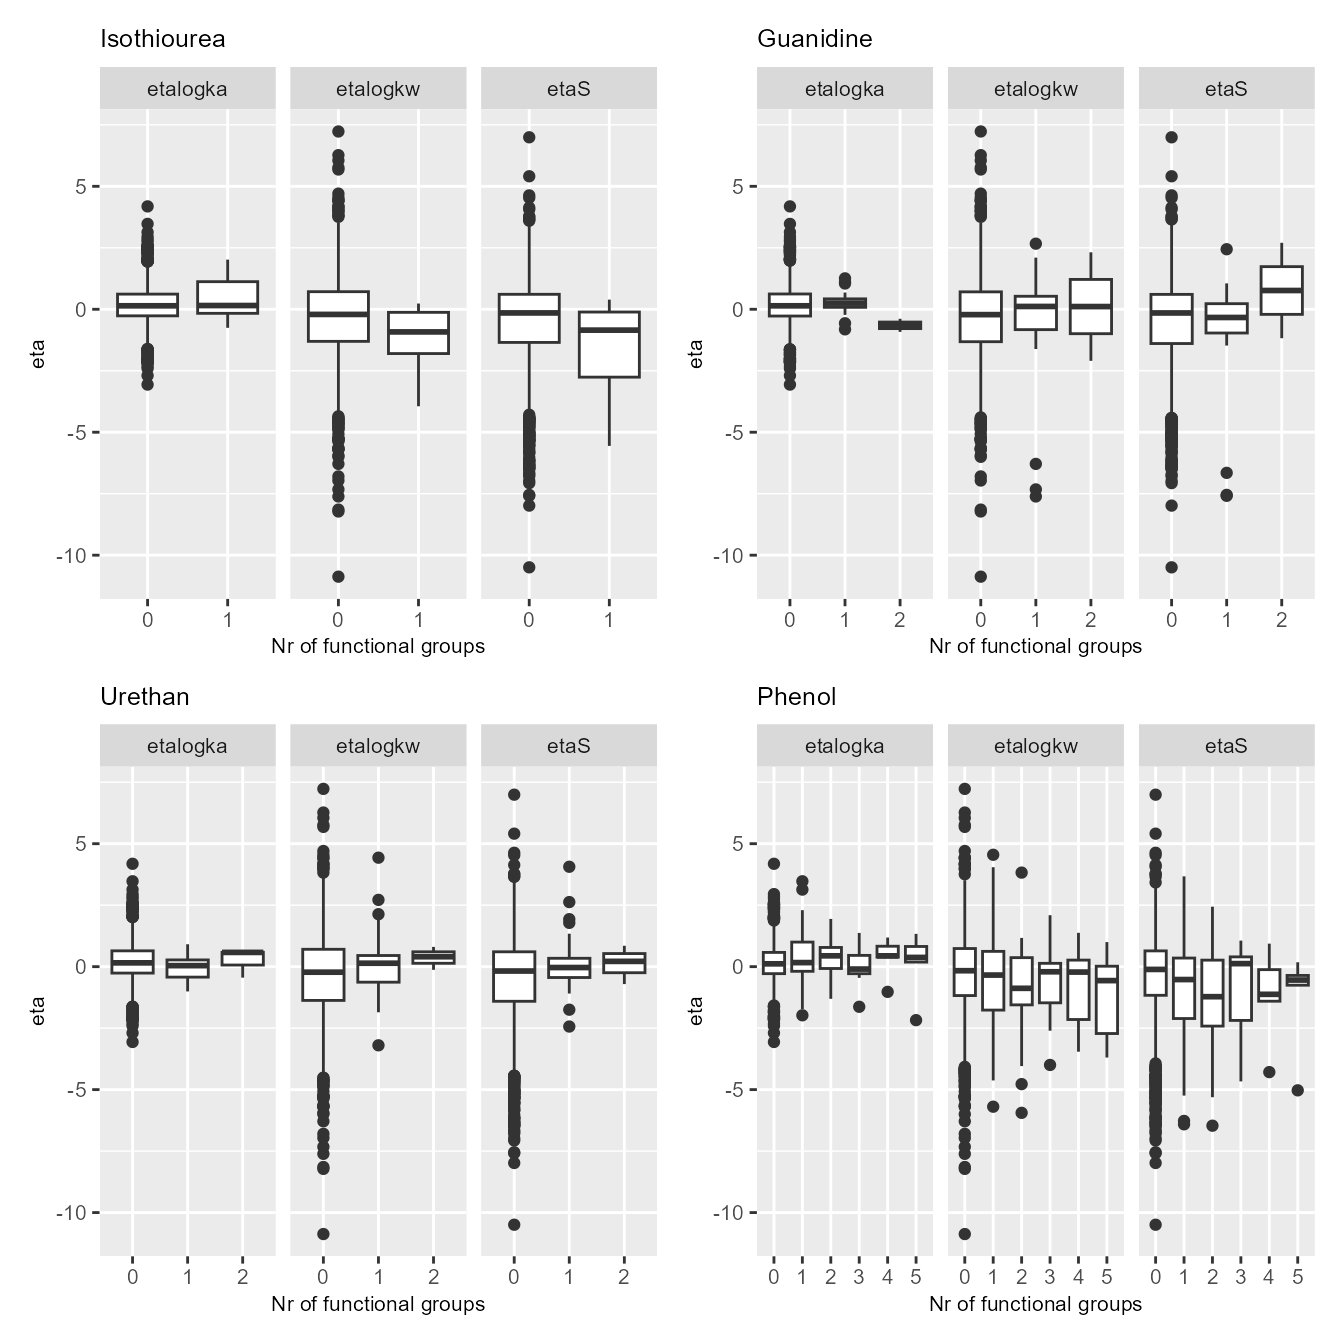 Isothiourea
etalogka etalogkw etaS
eta
5
0
-5
-10
0 1 0 1 0 1
Nr of functional groups
Guanidine
etalogka etalogkw etaS
eta
5
0
-5
-10
0 1 2 0 1 2 0 1 2
Nr of functional groups
Urethan
etalogka etalogkw etaS
eta
5
0
-5
-10
0 1 2 0 1 2 0 1 2
Nr of functional groups
Phenol
etalogka etalogkw etaS
eta
5
0
-5
-10
0 1 2 3 4 5 0 1 2 3 4 5 0 1 2 3 4 5
Nr of functional groups